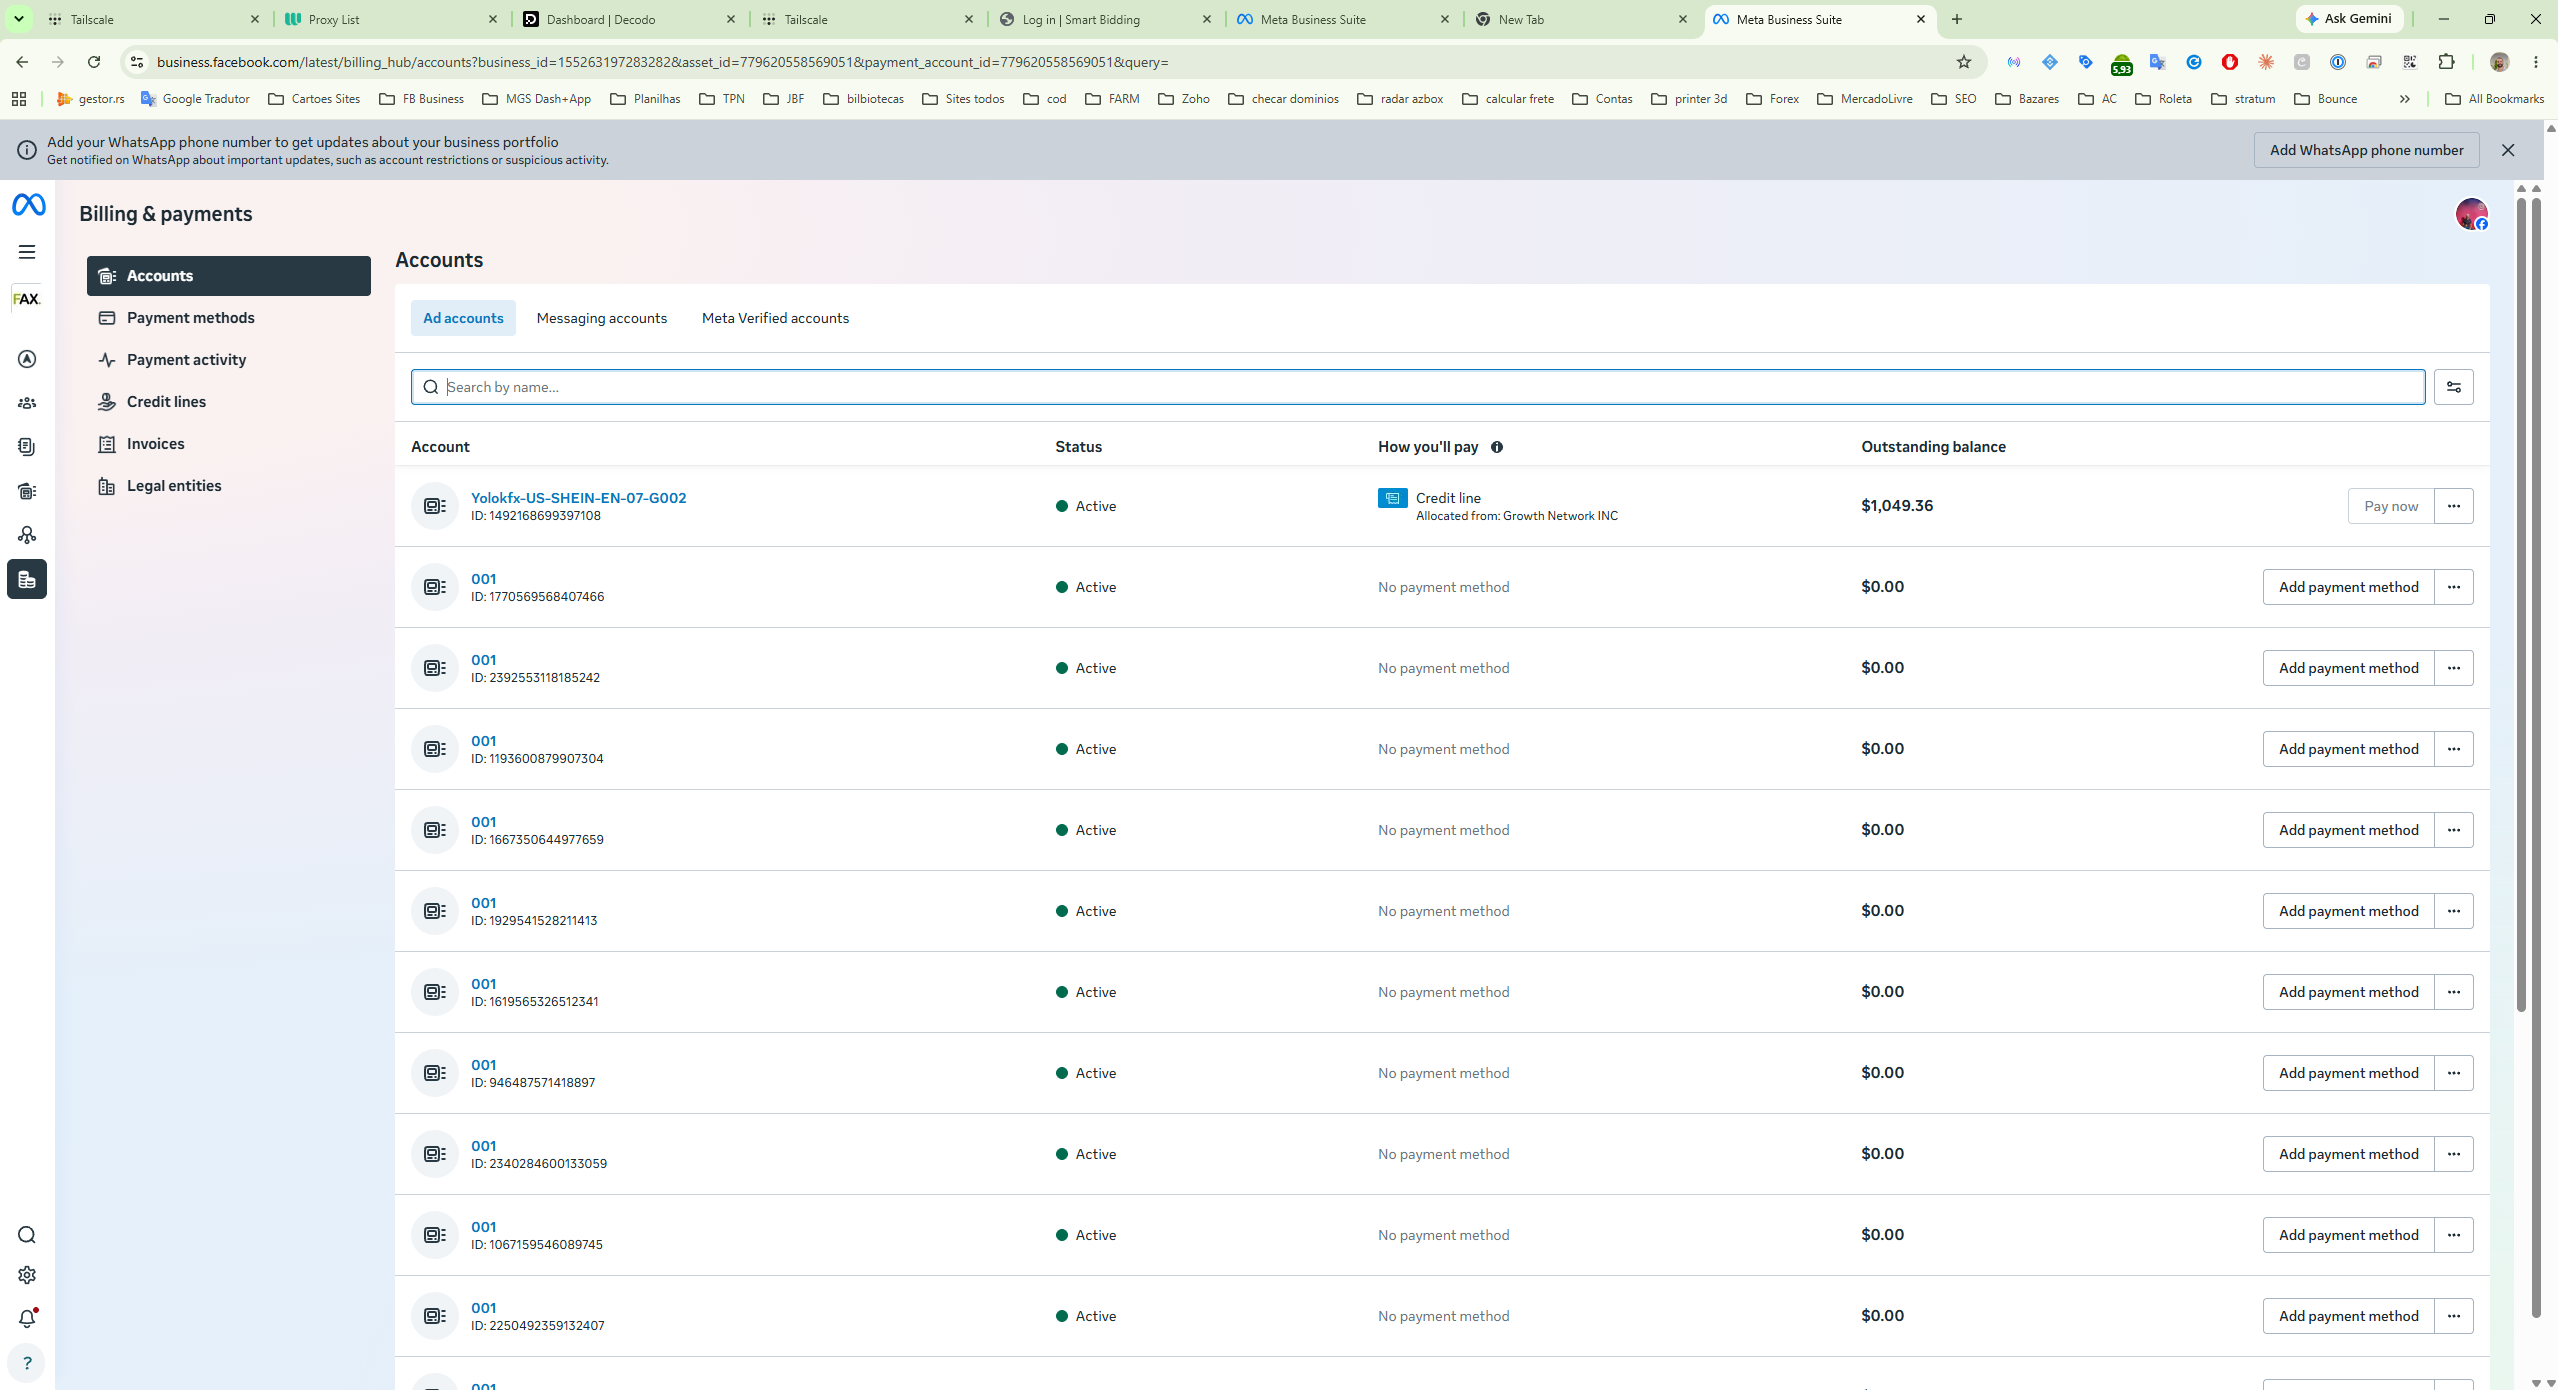 Tailscale
Proxy List
Dashboard | Decodo
Tailscale
Log in | Smart Bidding
Meta Business Suite
New Tab
Meta Business Suite
Ask Gemini
business.facebook.com/latest/billing_hub/accounts?business_id=155263197283282&asset_id=779620558569051&payment_account_id=779620558569051&query=
5,93
gestor.rs
Google Tradutor
Cartoes Sites
FB Business
MGS Dash+App
Planilhas
TPN
JBF
bilbiotecas
Sites todos
cod
FARM
Zoho
checar dominios
radar azbox
calcular frete
Contas
printer 3d
Forex
MercadoLivre
SEO
Bazares
AC
Roleta
stratum
Bounce
All Bookmarks
Add your WhatsApp phone number to get updates about your business portfolio
Get notified on WhatsApp about important updates, such as account restrictions or suspicious activity.
Add WhatsApp phone number
Billing & payments
FAX.
Accounts
Payment methods
Payment activity
Credit lines
Invoices
Legal entities
Accounts
Ad accounts
Messaging accounts
Meta Verified accounts
Search by name...
Account Status How you'll pay Outstanding balance
Yolokfx-US-SHEIN-EN-07-G002
ID: 1492168699397108
Active
Credit line
Allocated from: Growth Network INC
$1,049.36
Pay now
001
ID: 1770569568407466
Active
No payment method
$0.00
Add payment method
001
ID: 2392553118185242
Active
No payment method
$0.00
Add payment method
001
ID: 1193600879907304
Active
No payment method
$0.00
Add payment method
001
ID: 1667350644977659
Active
No payment method
$0.00
Add payment method
001
ID: 1929541528211413
Active
No payment method
$0.00
Add payment method
001
ID: 1619565326512341
Active
No payment method
$0.00
Add payment method
001
ID: 946487571418897
Active
No payment method
$0.00
Add payment method
001
ID: 2340284600133059
Active
No payment method
$0.00
Add payment method
001
ID: 1067159546089745
Active
No payment method
$0.00
Add payment method
001
ID: 2250492359132407
Active
No payment method
$0.00
Add payment method
001